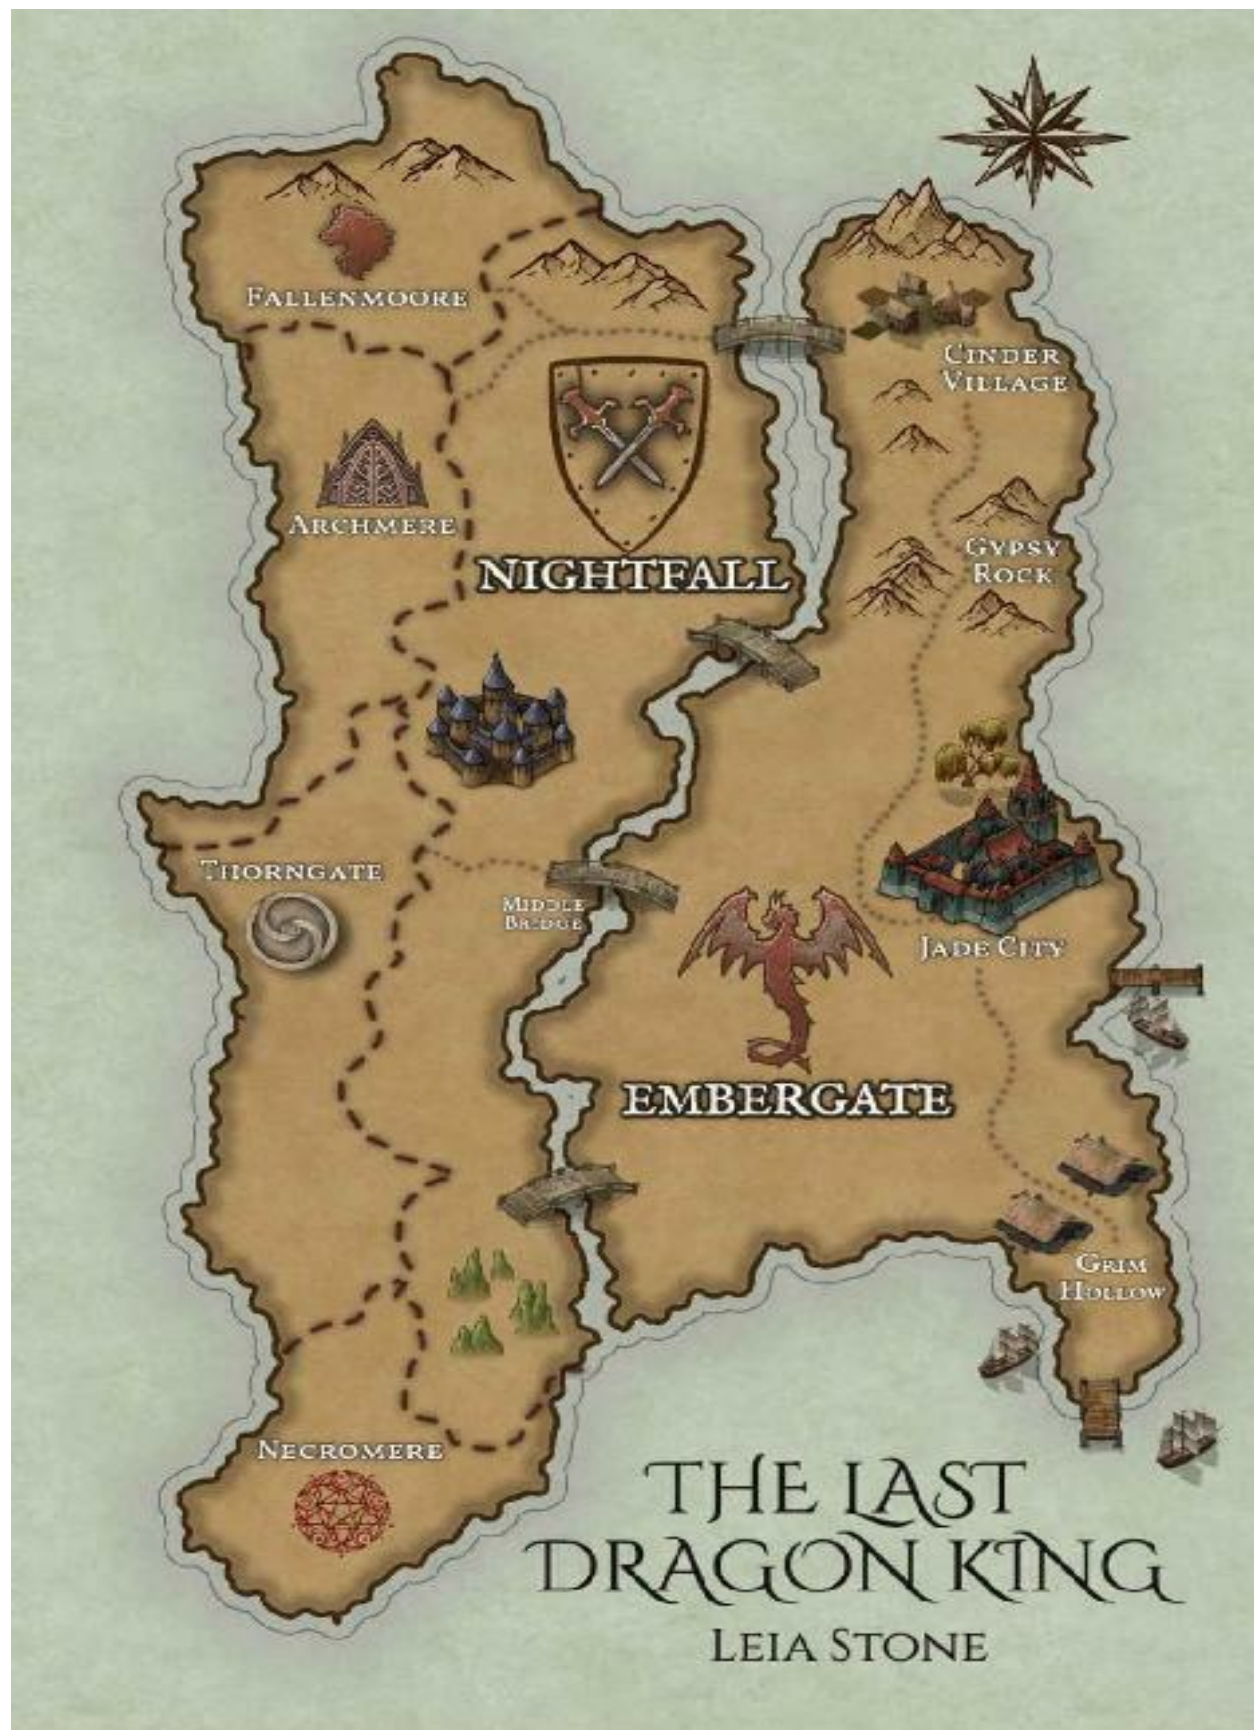 FALLENMOORE
CINDER
VILLAGE
ARCHMERE
GYPSY
ROCK
NIGHTFALL
THORNGATE
MIDDLE
BRIDGE
JADE CITY
EMBERGATE
GRIM
HOLLOW
NECROMERE
THE LAST
DRAGON KING
LEIA STONE